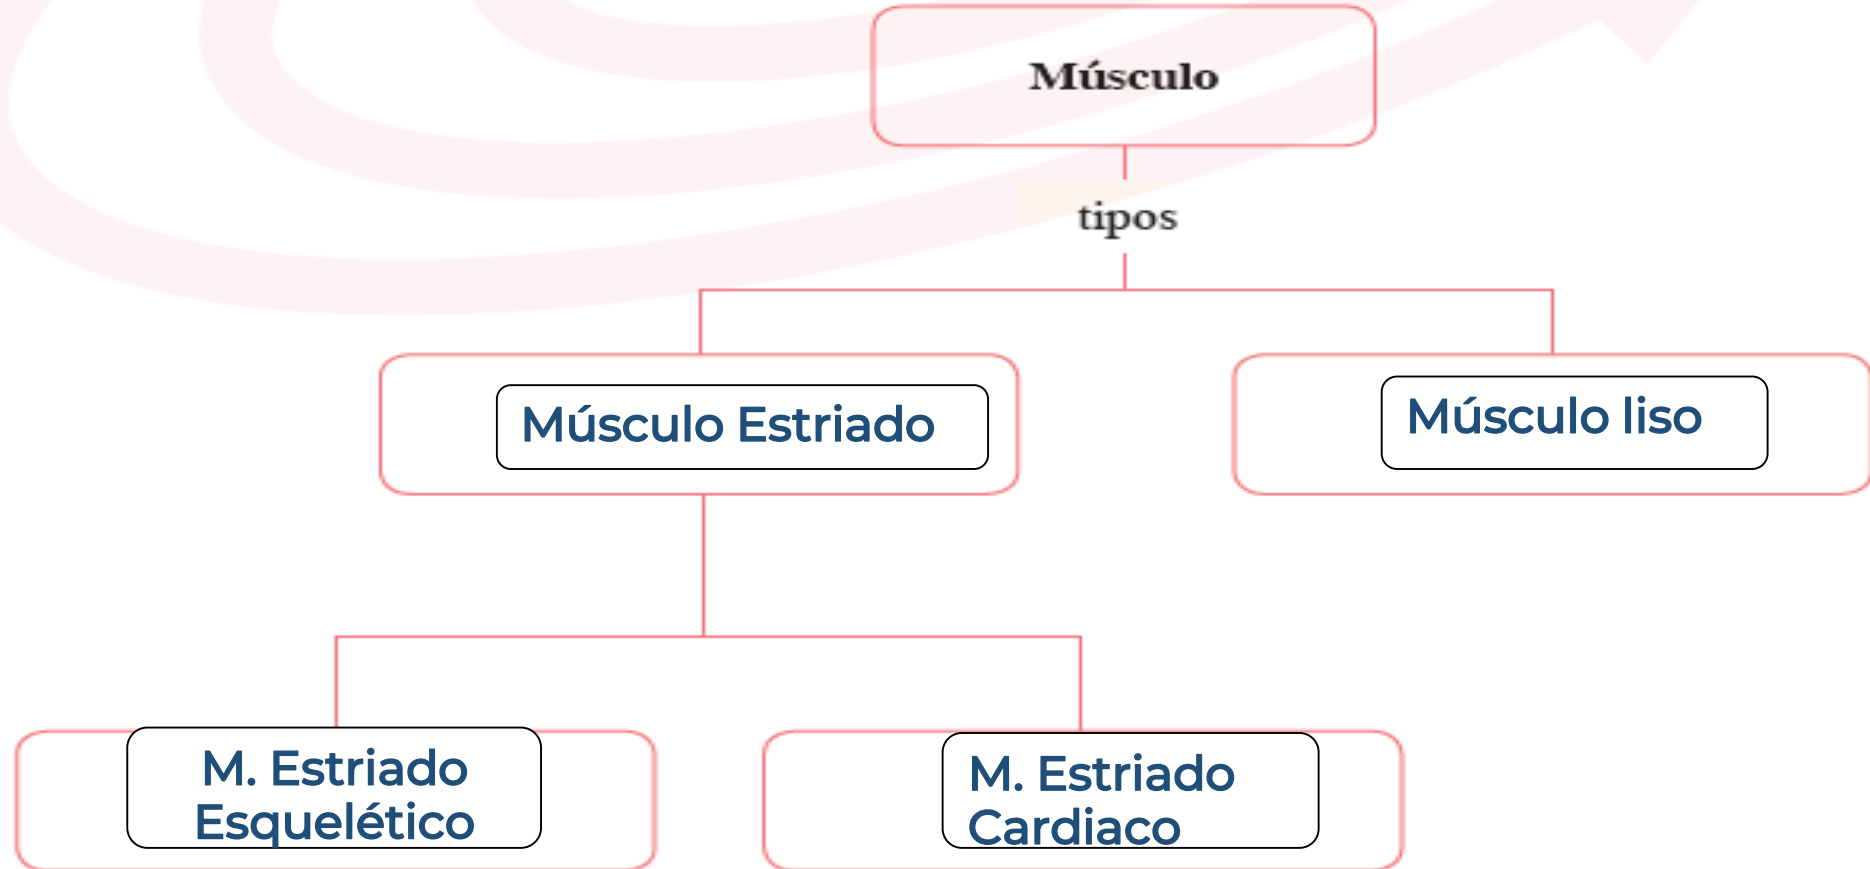 Músculo
tipos
Músculo Estriado
Músculo liso
M. Estriado
Esquelético
M. Estriado
Cardiaco